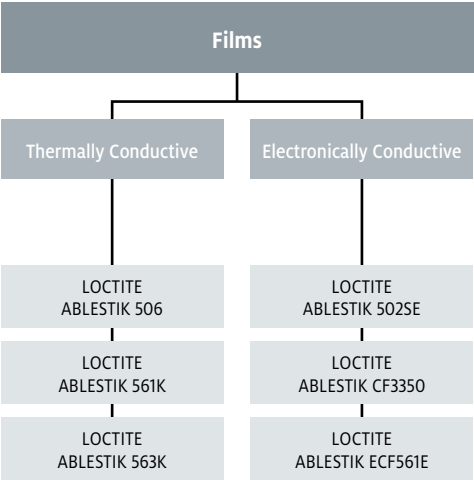 Films
Thermally Conductive
Electronically Conductive
LOCTITE
ABLESTIK 506
LOCTITE
ABLESTIK 561K
LOCTITE
ABLESTIK 563K
LOCTITE
ABLESTIK 502SE
LOCTITE
ABLESTIK CF3350
LOCTITE
ABLESTIK ECF561E